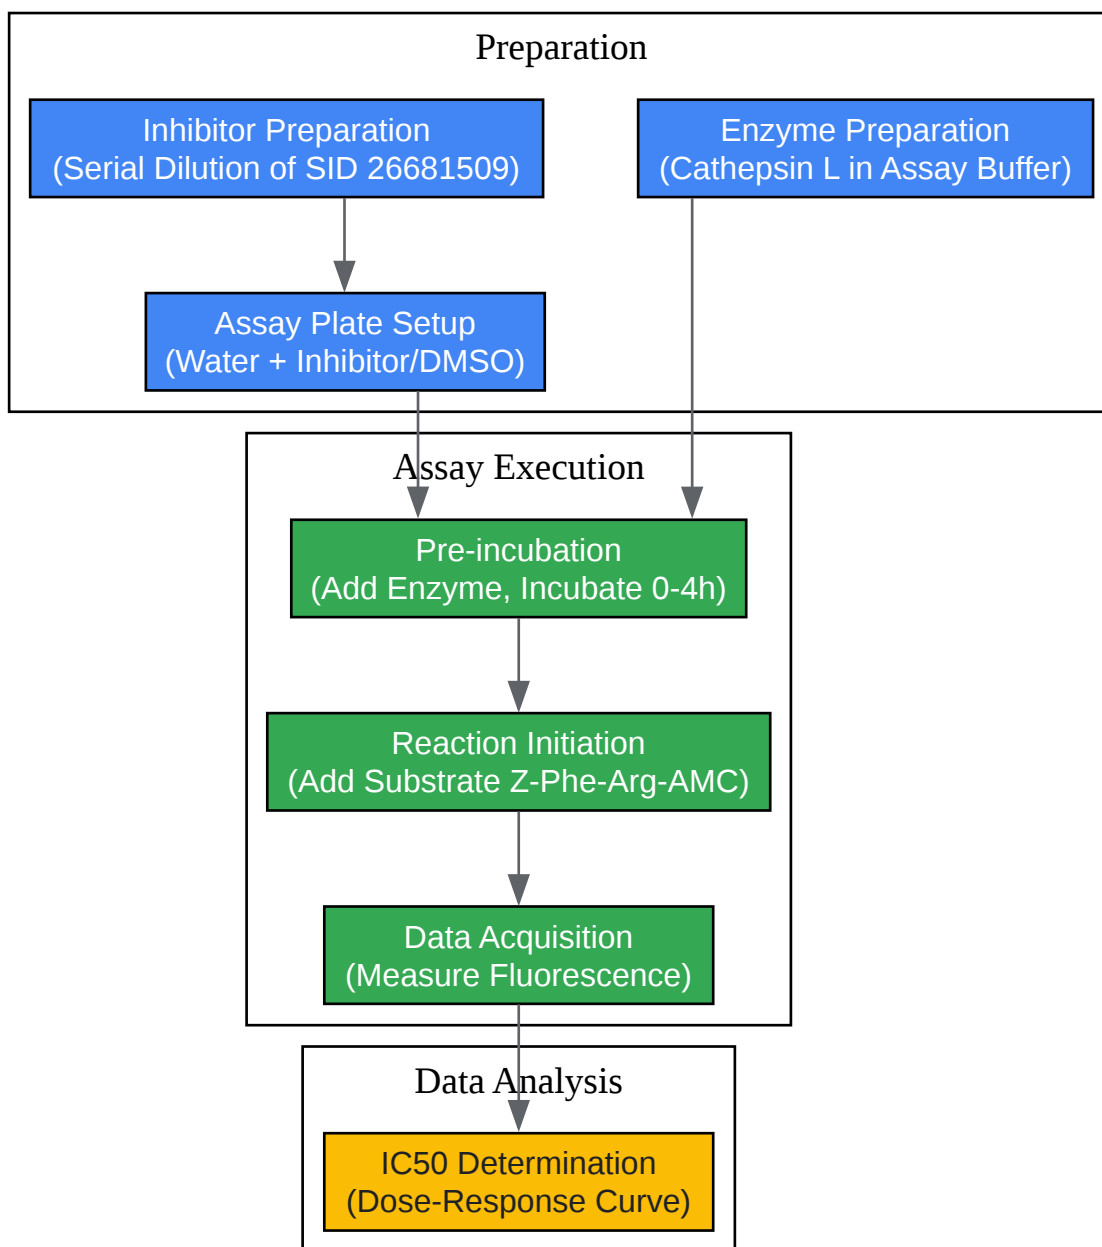 Preparation
Inhibitor Preparation
(Serial Dilution of SID 26681509)
Enzyme Preparation
(Cathepsin L in Assay Buffer)
Assay Plate Setup
(Water + Inhibitor/DMSO)
Assay Execution
Pre-incubation
(Add Enzyme, Incubate 0-4h)
Reaction Initiation
(Add Substrate Z-Phe-Arg-AMC)
Data Acquisition
(Measure Fluorescence)
Data Analysis
IC50 Determination
(Dose-Response Curve)